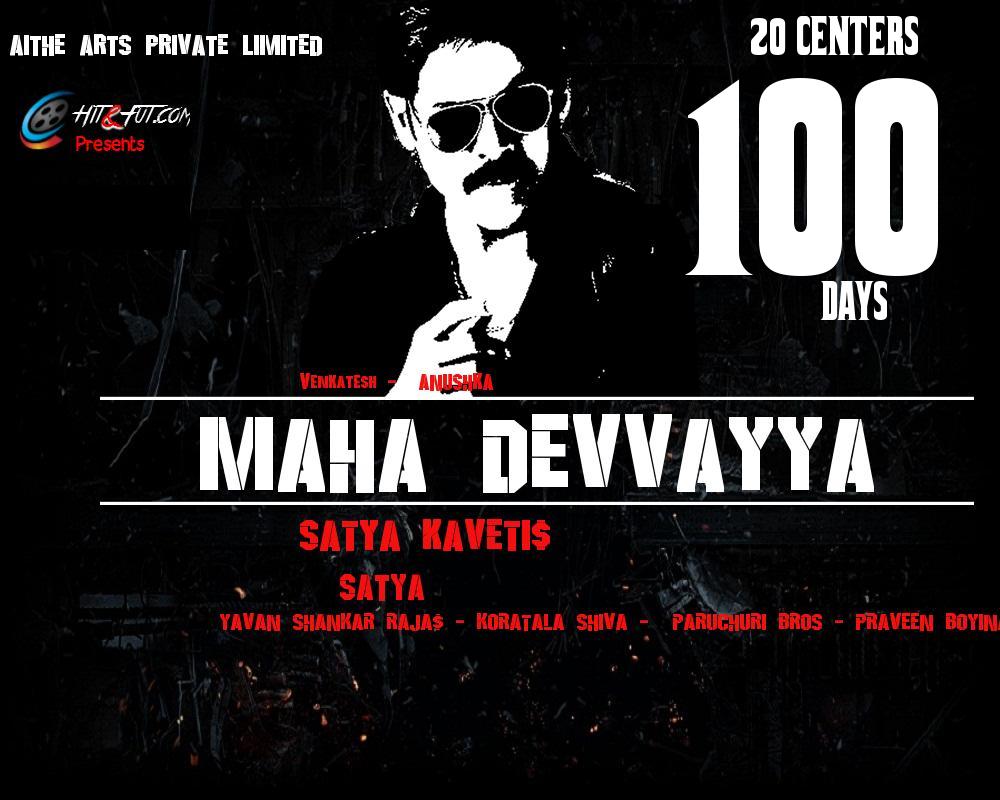 AITHE ARTS PRIVATE LIIMITED
HIT&FUT.COM
Presents
20 CENTERS
100
DAYS
VENKATESH - ANUSHKA
MAHA DEVVAYYA
SATYA KAVETI$
SATYA
YAVAN SHANKAR RAJA$ - KORATALA SHIVA - PARUCHURI BROS - PRAVEEN BOYINA